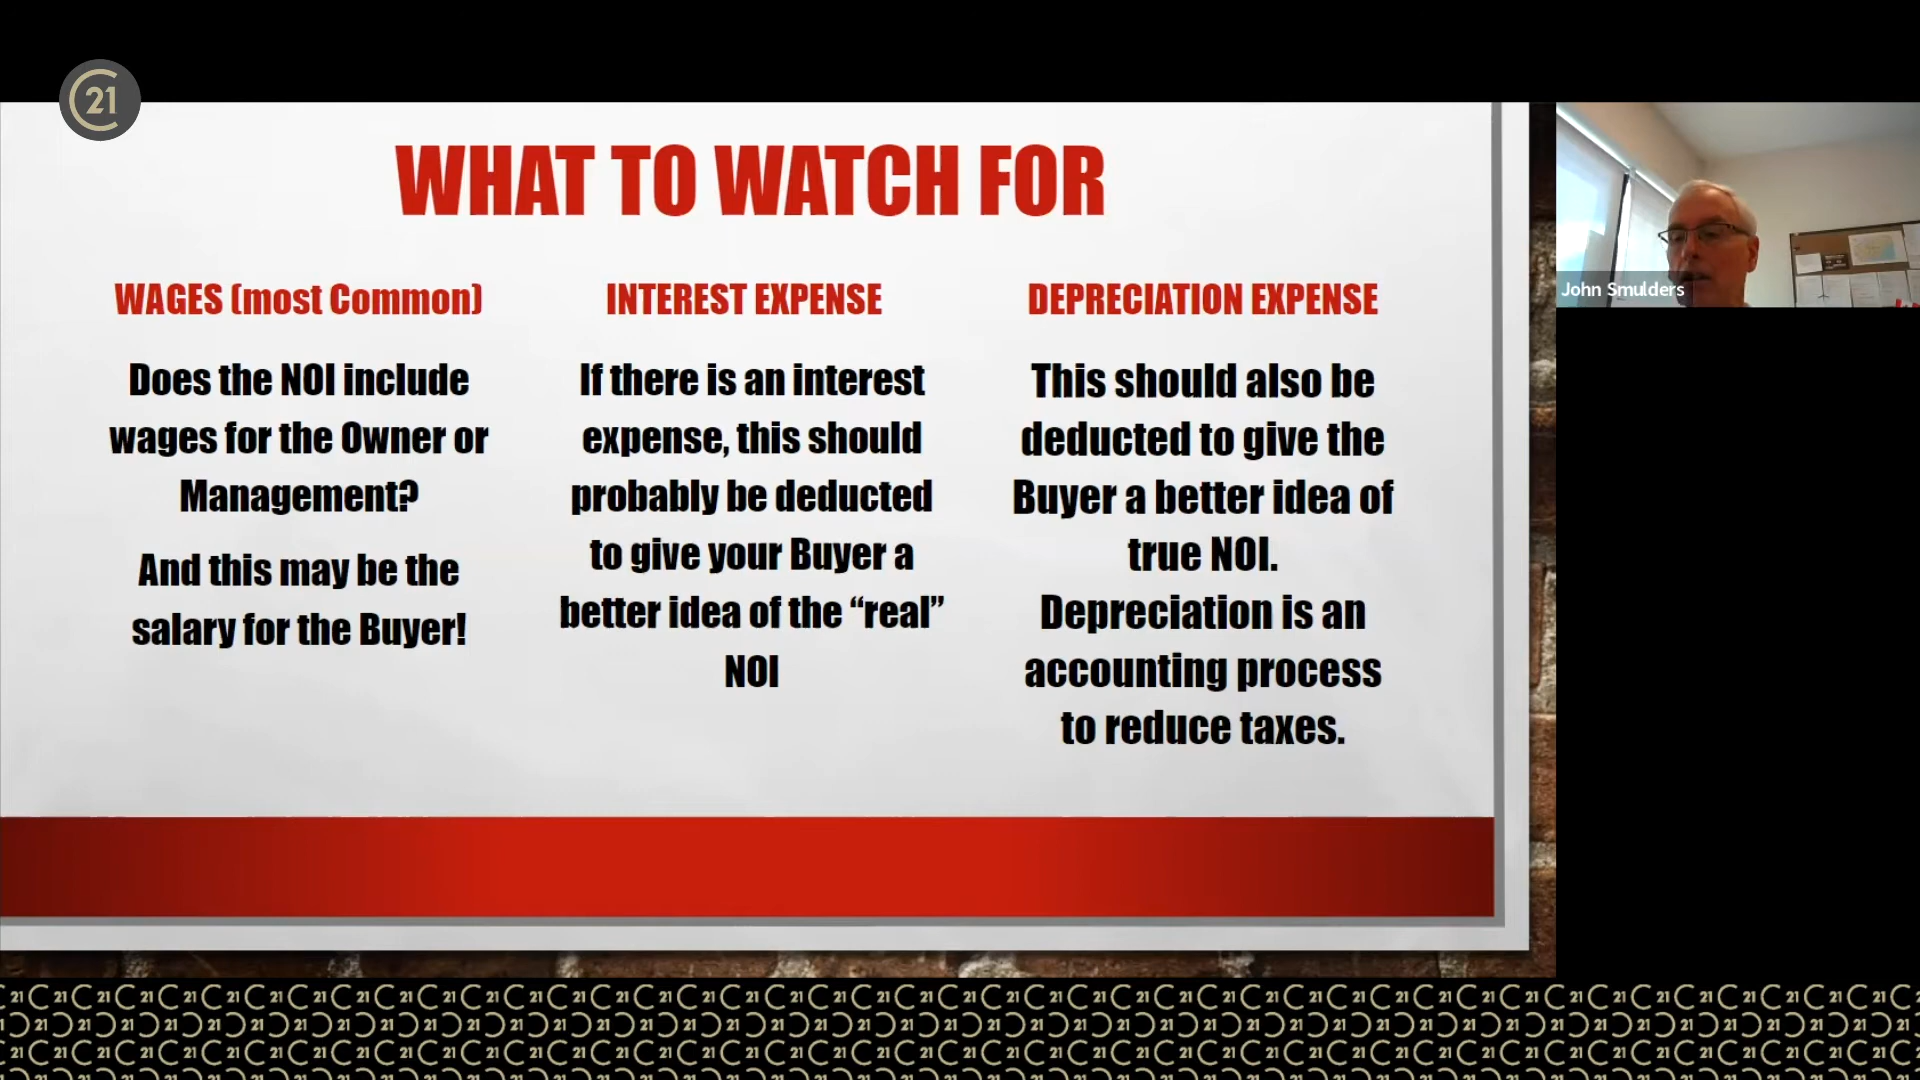 21
WHAT TO WATCH FOR
WAGES (most Common)
Does the NOI include
wages for the Owner or
Management?
And this may be the
salary for the Buyer!
INTEREST EXPENSE
If there is an interest
expense, this should
probably be deducted
to give your Buyer a
better idea of the “real”
NOI
DEPRECIATION EXPENSE
This should also be
deducted to give the
Buyer a better idea of
true NOI.
Depreciation is an
accounting process
to reduce taxes.
John Smulders